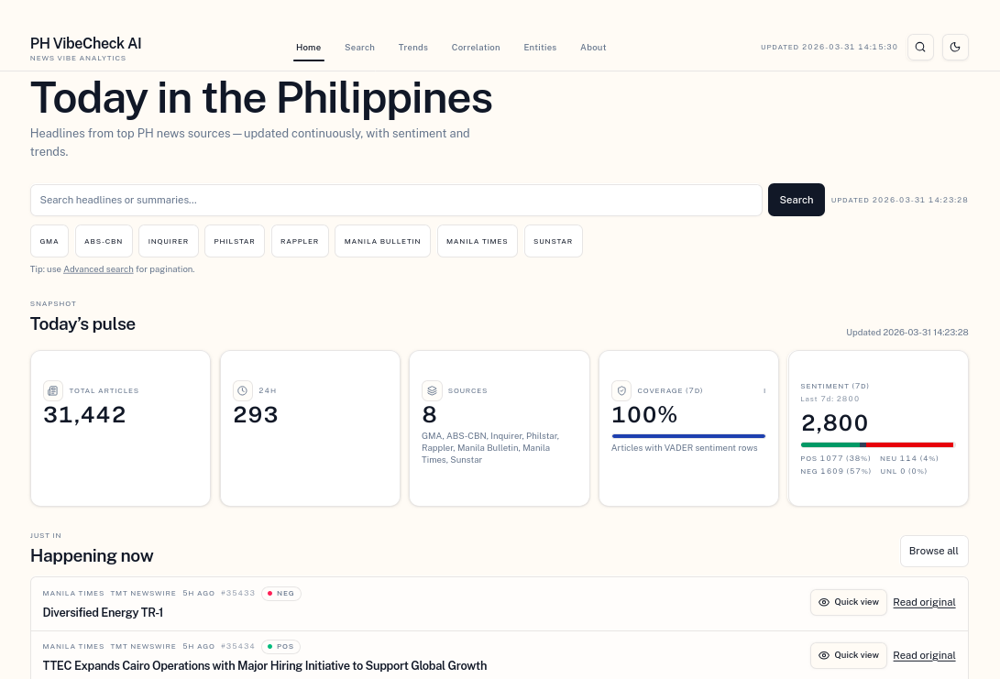 PH VibeCheck AI
NEWS VIBE ANALYTICS
Home Search Trends Correlation Entities About
UPDATED 2026-03-31 14:15:30
Today in the Philippines
Headlines from top PH news sources—updated continuously, with sentiment and
trends.
Search headlines or summaries...
Search
UPDATED 2026-03-31 14:23:28
GMA ABS-CBN INQUIRER PHILSTAR RAPPLER MANILA BULLETIN MANILA TIMES SUNSTAR
Tip: use Advanced search for pagination.
SNAPSHOT
Today’s pulse
Updated 2026-03-31 14:23:28
TOTAL ARTICLES
31,442
24H
293
SOURCES
8
GMA, ABS-CBN, Inquirer, Philstar,
Rappler, Manila Bulletin, Manila
Times, Sunstar
COVERAGE (7D)
100%
Articles with VADER sentiment rows
SENTIMENT (7D)
Last 7d: 2800
2,800
POS 1077 (38%) NEU 114 (4%)
NEG 1609 (57%) UNL 0 (0%)
JUST IN
Happening now
Browse all
MANILA TIMES TMT NEWSWIRE 5H AGO #35433 NEG
Diversified Energy TR-1
Quick view Read original
MANILA TIMES TMT NEWSWIRE 5H AGO #35434 POS
TTEC Expands Cairo Operations with Major Hiring Initiative to Support Global Growth
Quick view Read original